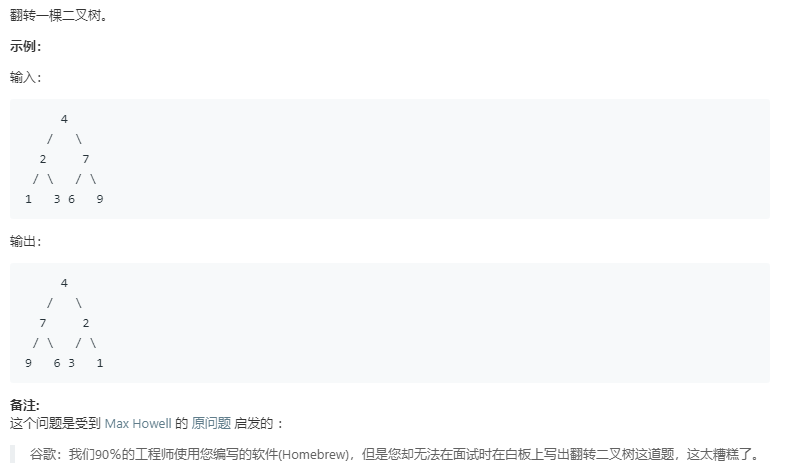 翻转一棵二叉树。
示例：
输入：
     4
   /   \
  2     7
 / \   / \
1   3 6   9
输出：
     4
   /   \
  7     2
 / \   / \
9   6 3   1
备注:
这个问题是受到 Max Howell 的 原问题 启发的 ：
谷歌：我们90％的工程师使用您编写的软件(Homebrew)，但是您却无法在面试时在白板上写出翻转二叉树这道题，这太糟糕了。